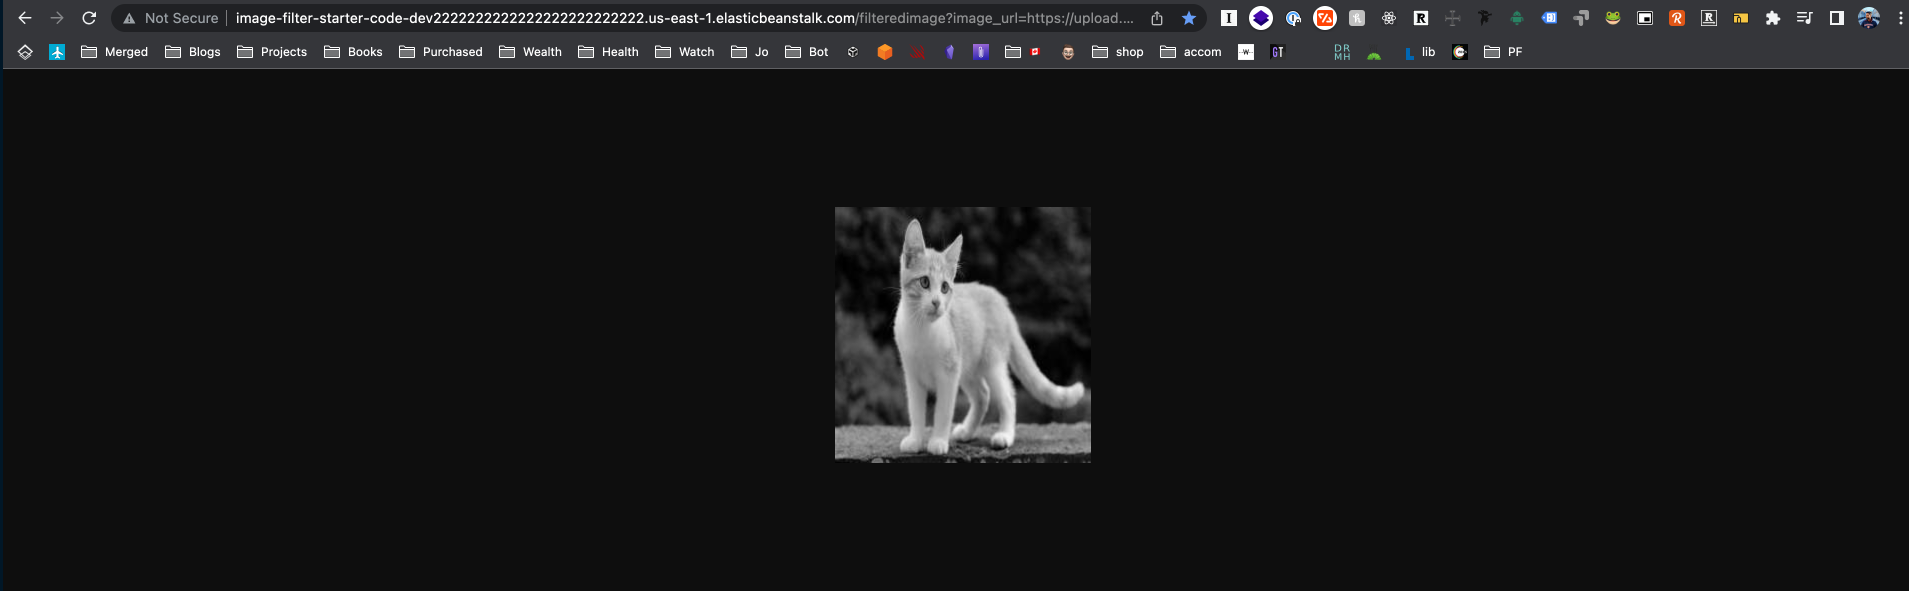 Not Secure image-filter-starter-code-dev2222222222222222222222222.us-east-1.elasticbeanstalk.com/filteredimage?image_url=https://upload....
Merged Blogs Projects Books Purchased Wealth Health Watch Jo Bot shop accom GT DR MH lib PF